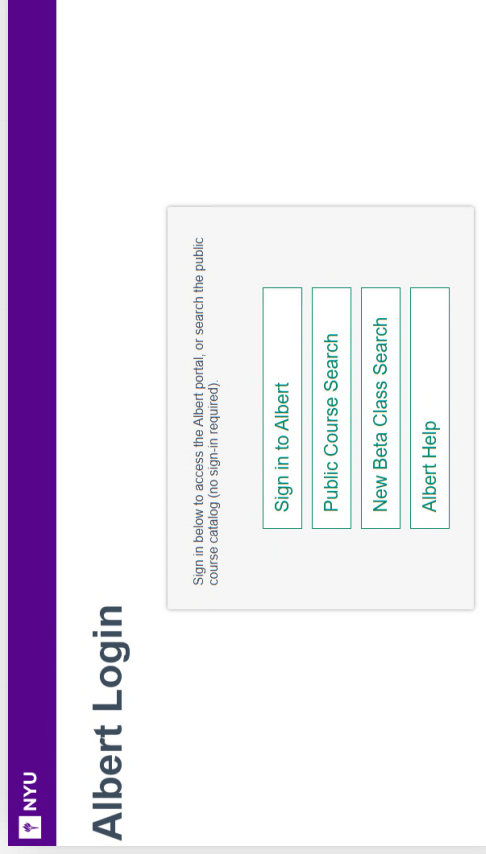 NYU
Albert Login
Sign in below to access the Albert portal, or search the public
course catalog (no sign-in required).
Sign in to Albert
Public Course Search
New Beta Class Search
Albert Help